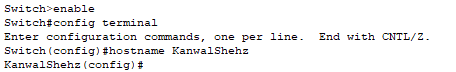 Switch>enable
Switch#config terminal
Enter configuration commands, one per line.  End with CNTL/Z.
Switch(config)#hostname KanwalShehz
KanwalShehz(config)#